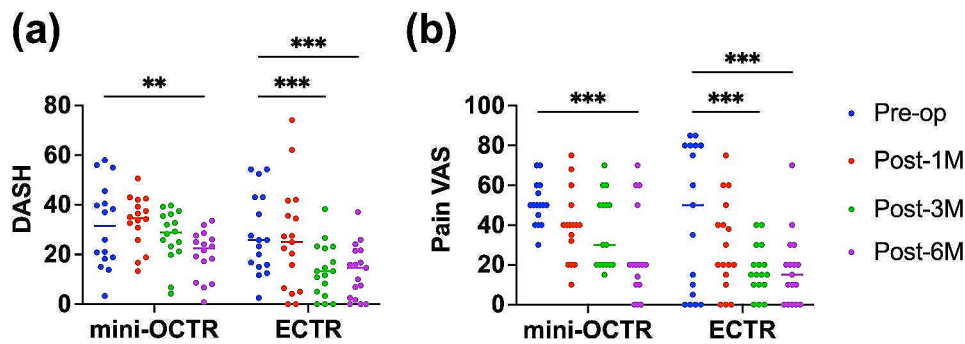 (a)
***
** ***
80
60
40
20
0
DASH
mini-OCTR ECTR
(b)
***
*** ***
100
80
60
40
20
0
Pain VAS
mini-OCTR ECTR
Pre-op
Post-1M
Post-3M
Post-6M